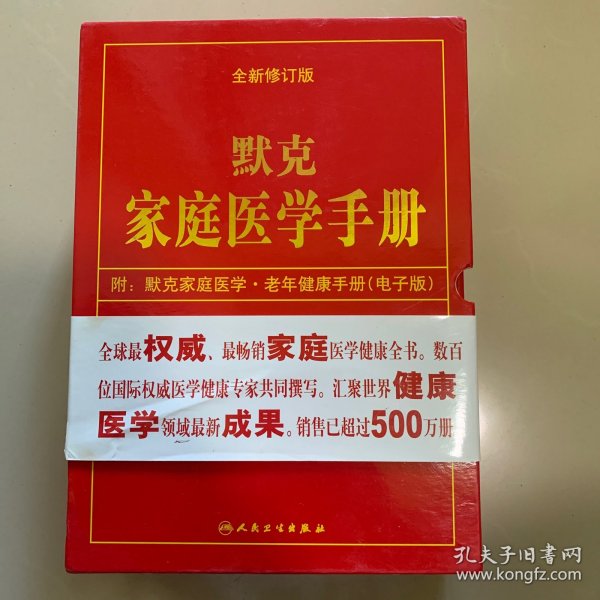 全新修订版
默克
家庭医学手册
附：默克家庭医学·老年健康手册（电子版）
全球最权威、最畅销家庭医学健康全书。数百
位国际权威医学健康专家共同撰写。汇聚世界健康
医学领域最新成果。销售已超过500万册
人民卫生出版社
孔夫子旧书网
www.kongfz.com